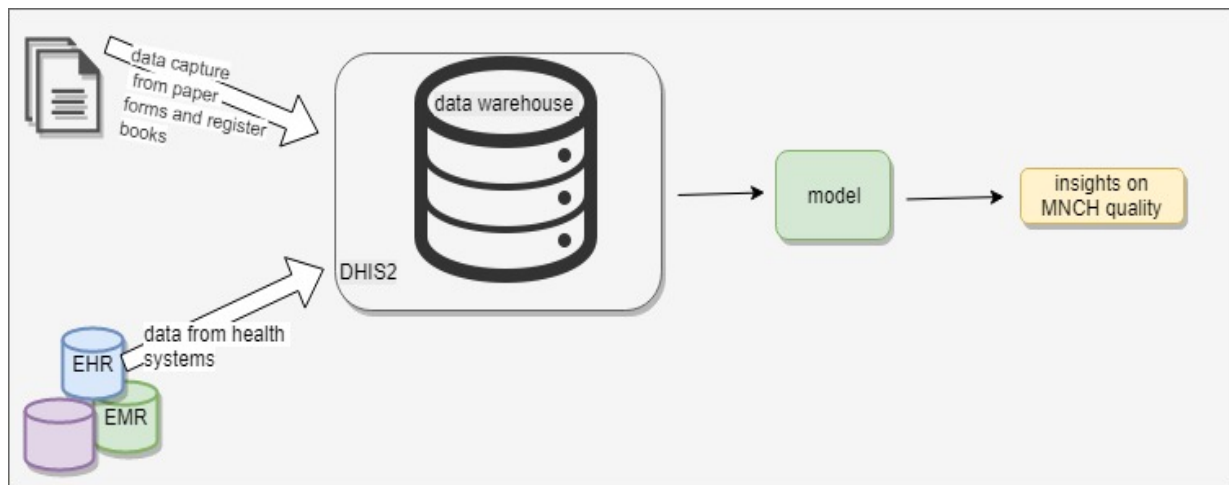 data capture
from paper
forms and register
books
data warehouse
DHIS2
model
insights on
MNCH quality
data from health
systems
EHR
EMR